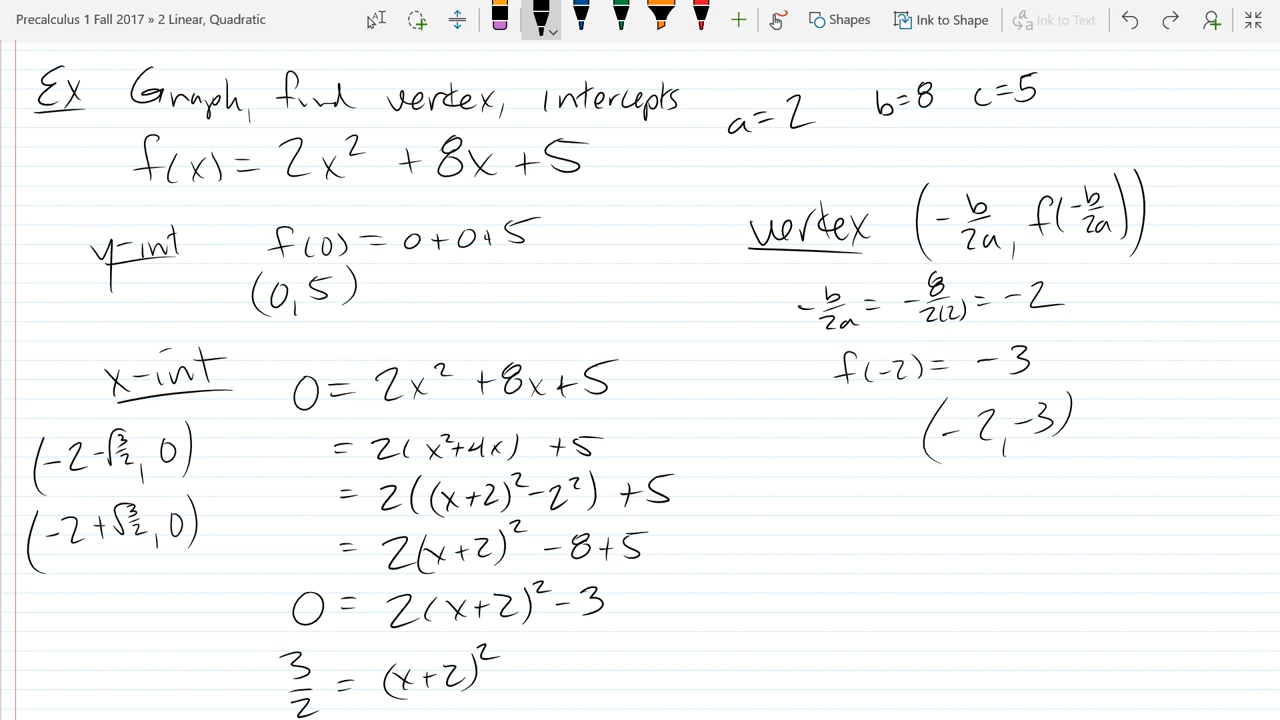 Precalculus 1 Fall 2017 » 2 Linear, Quadratic
Shapes Ink to Shape Ink to Text
Ex Graph, find vertex, intercepts
f(x) = 2x² + 8x + 5
y-int f(0) = 0 + 0 + 5
(0, 5)
x-int 0 = 2x² + 8x + 5
(-2 - √3/2, 0)
(-2 + √3/2, 0)
= 2(x² + 4x) + 5
= 2((x+2)² - 2²) + 5
= 2(x+2)² - 8 + 5
0 = 2(x+2)² - 3
3/2 = (x+2)²
a = 2 b = 8 c = 5
vertex (-b/2a, f(-b/2a))
-b/2a = -8/2(2) = -2
f(-2) = -3
(-2, -3)